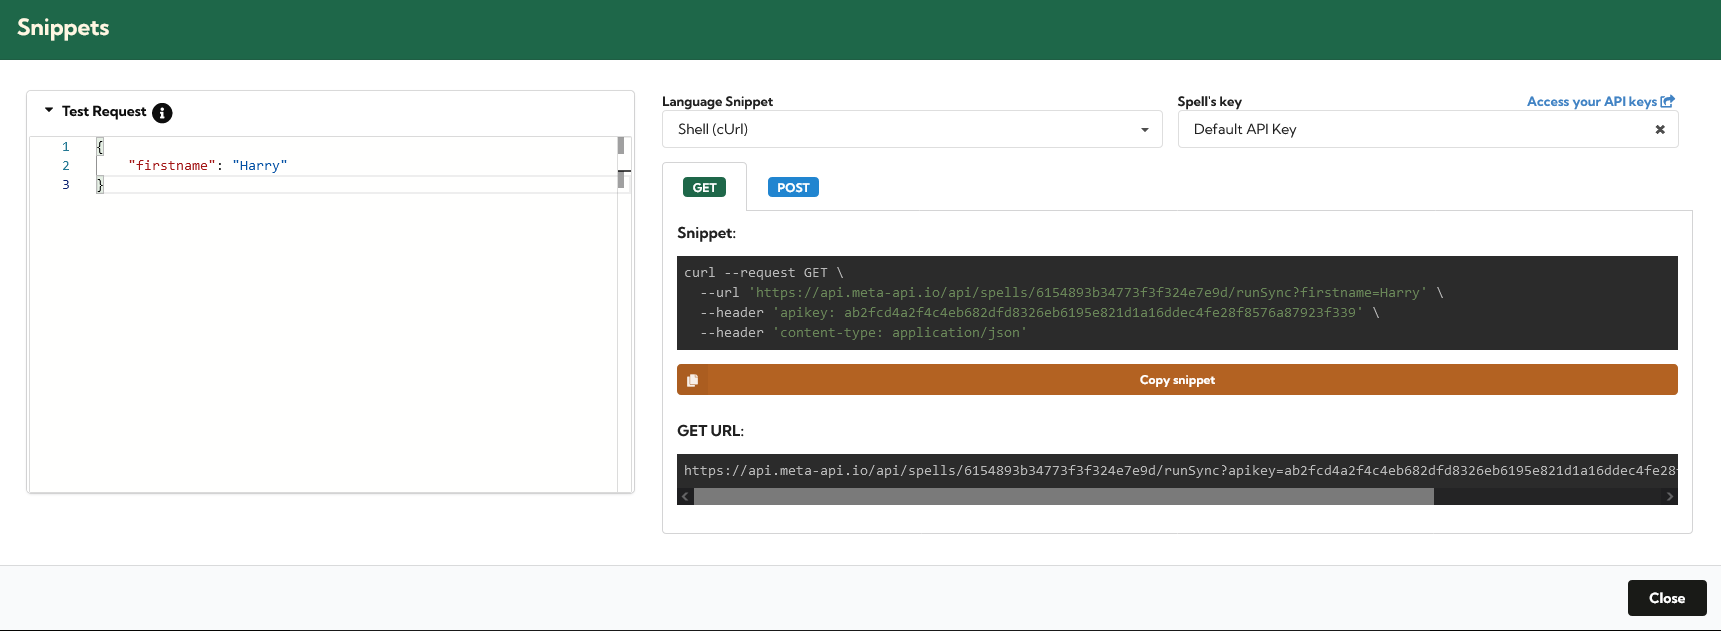 Snippets
Test Request
1 {
2 "firstname": "Harry"
3 }
Language Snippet
Shell (cUrl)
Spell's key
Access your API keys
Default API Key
GET
POST
Snippet:
curl --request GET \
--url 'https://api.meta-api.io/api/spells/6154893b34773f3f324e7e9d/runSync?firstname=Harry' \
--header 'apikey: ab2fcd4a2f4c4eb682dfd8326eb6195e821d1a16ddec4fe28f8576a87923f339' \
--header 'content-type: application/json'
Copy snippet
GET URL:
https://api.meta-api.io/api/spells/6154893b34773f3f324e7e9d/runSync?apikey=ab2fcd4a2f4c4eb682dfd8326eb6195e821d1a16ddec4fe28
Close